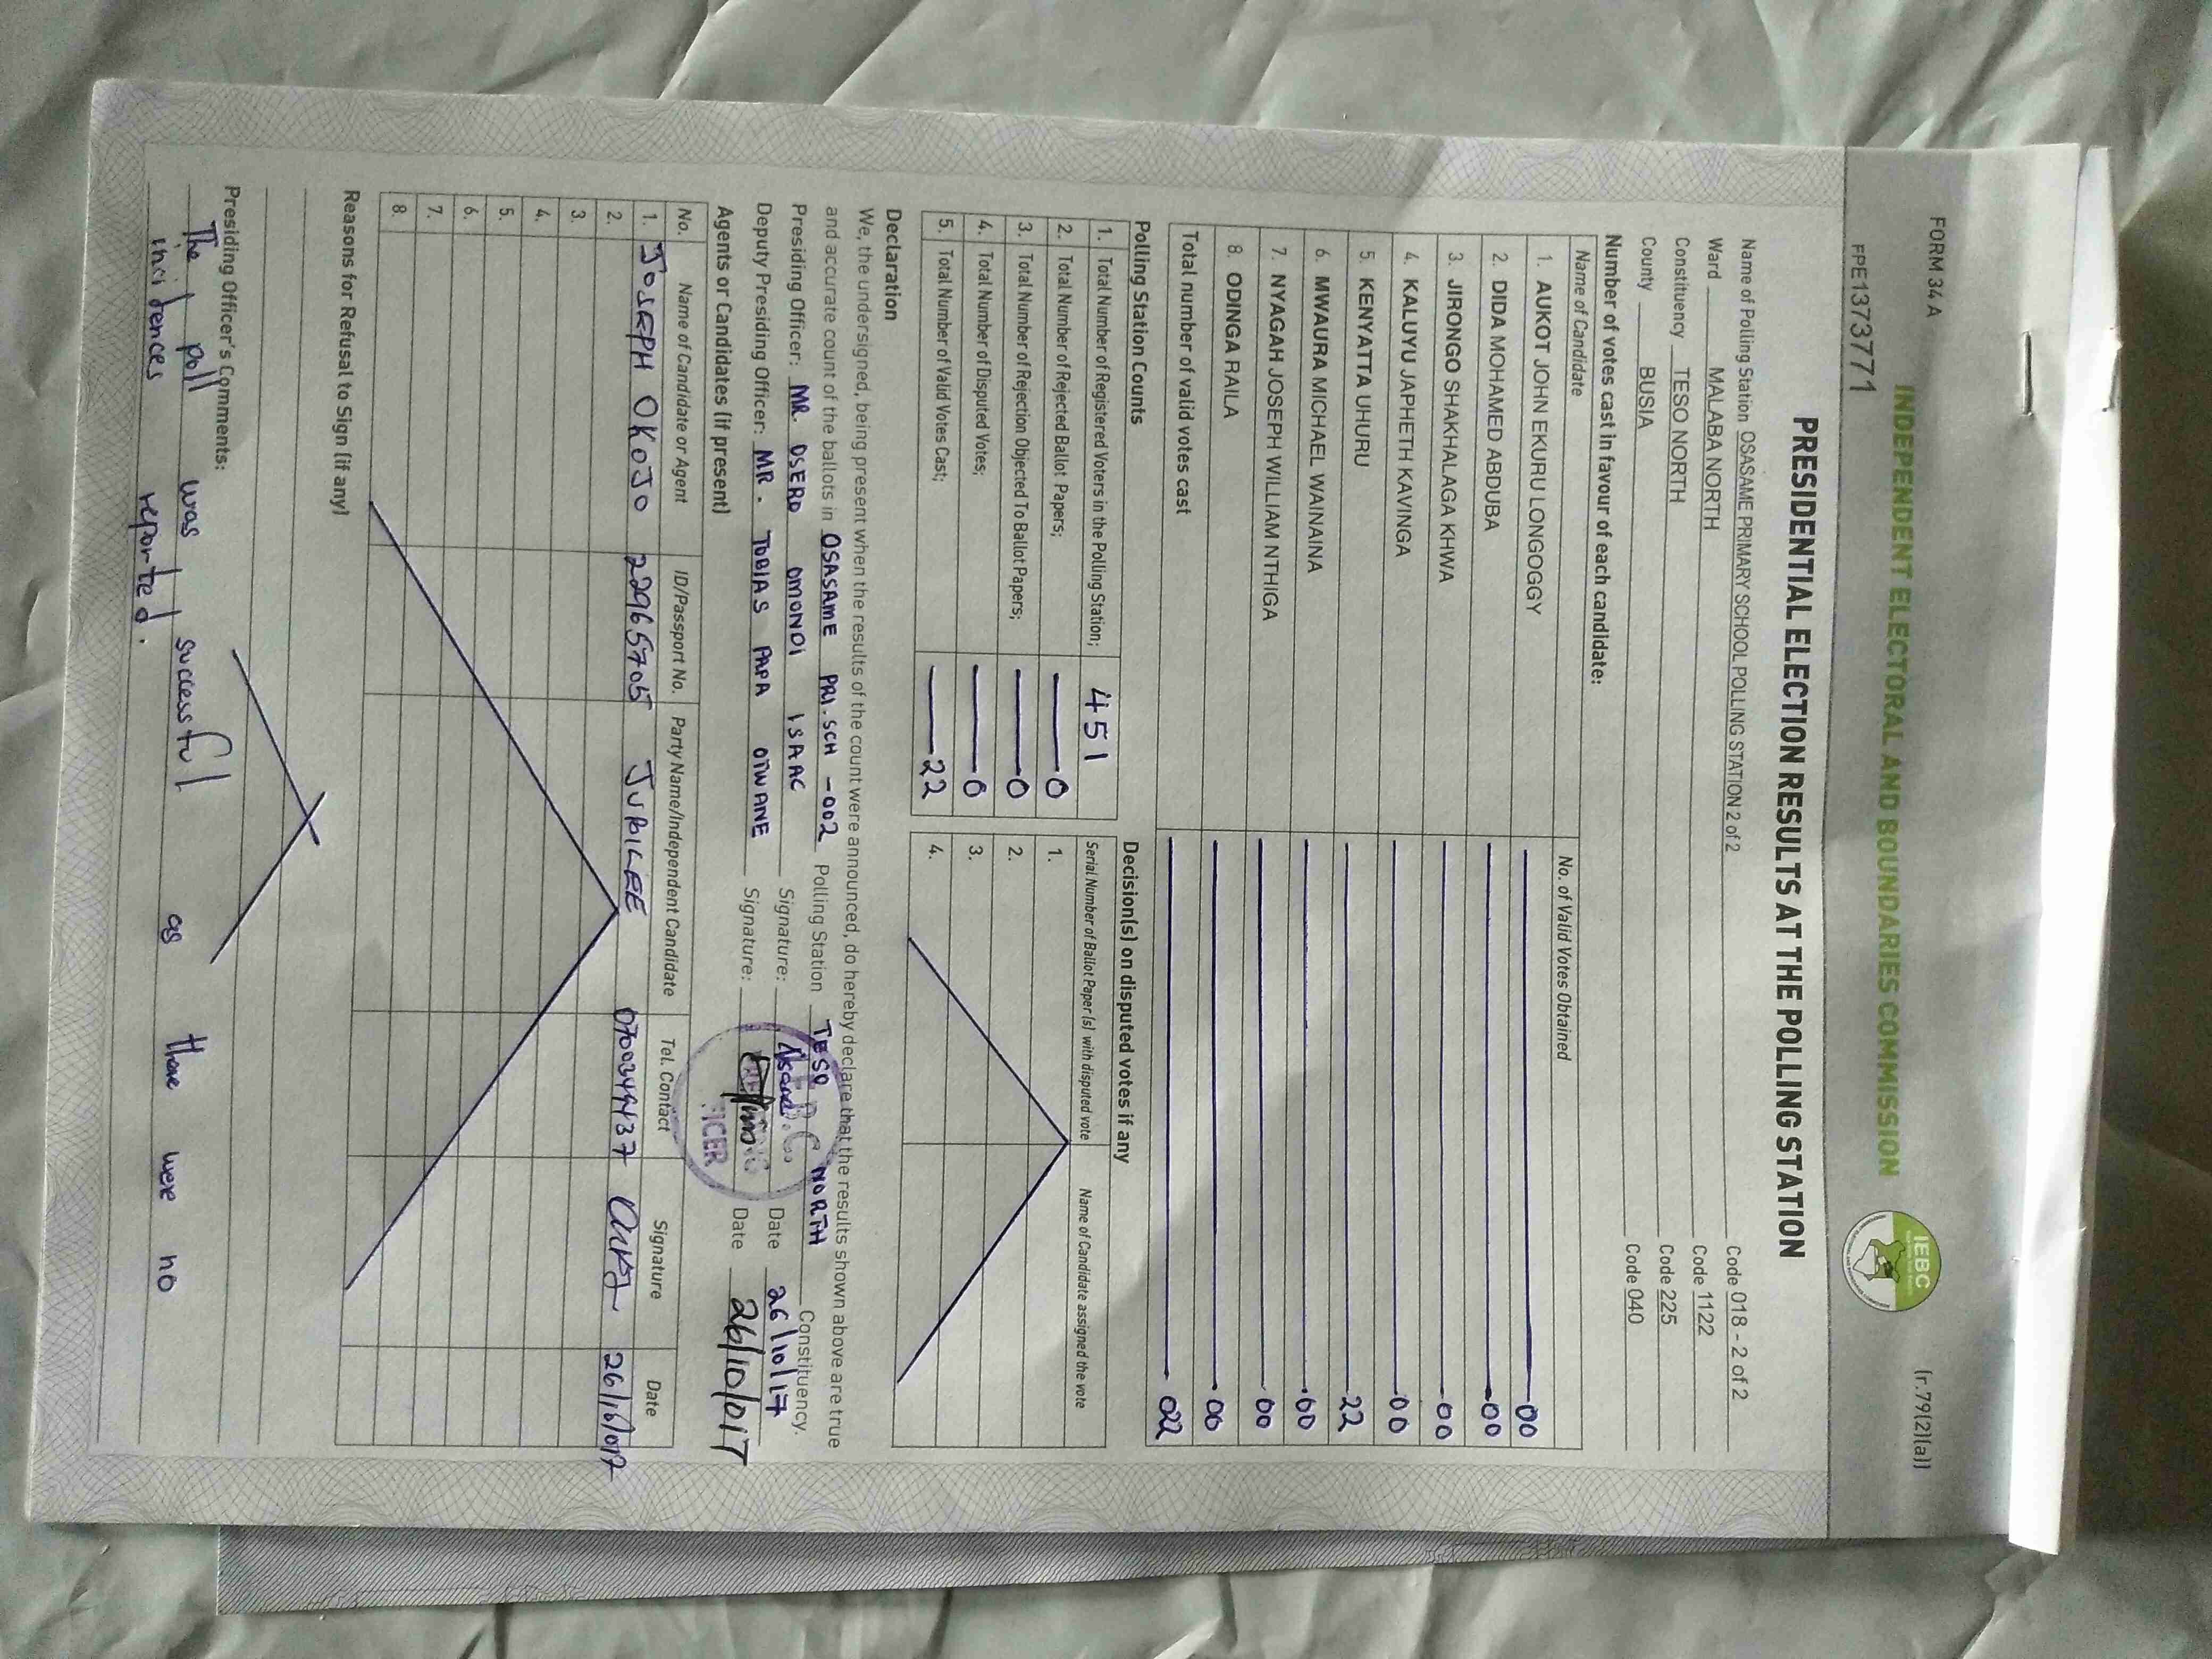 FORM 34 A
(r.79(2)(a))
INDEPENDENT ELECTORAL AND BOUNDARIES COMMISSION
IEBC
FPE1373771
PRESIDENTIAL ELECTION RESULTS AT THE POLLING STATION
Name of Polling Station OSASAME PRIMARY SCHOOL POLLING STATION 2 of 2 Code 018 - 2 of 2
Ward MALABA NORTH Code 1122
Constituency TESO NORTH Code 225
County BUSIA Code 040
Number of votes cast in favour of each candidate:
Name of Candidate No. of Valid Votes Obtained
1. AUKOT JOHN EKURU LONGOGGY 00
2. DIDA MOHAMED ABDUBA 00
3. JIRONGO SHAKHALAGA KHWA 00
4. KALUYU JAPHETH KAVINGA 00
5. KENYATTA UHURU 22
6. MWAURA MICHAEL WAINAINA 00
7. NYAGAH JOSEPH WILLIAM NTHIGA 00
8. ODINGA RAILA 00
Total number of valid votes cast 022
Polling Station Counts
1. Total Number of Registered Voters in the Polling Station; 451
2. Total Number of Rejected Ballot Papers; 0
3. Total Number of Rejection Objected To Ballot Papers; 0
4. Total Number of Disputed Votes; 0
5. Total Number of Valid Votes Cast; 22
Decision(s) on disputed votes if any
Serial Number of Ballot Paper(s) with disputed vote Name of Candidate assigned the vote
1.
2.
3.
4.
Declaration
We, the undersigned, being present when the results of the count were announced, do hereby declare that the results shown above are true
and accurate count of the ballots in OSASAME PRI.SCH -002 Polling Station TESO NORTH Constituency.
Presiding Officer: MR. OSERO OMONDI ISAAC Signature: Date 26/10/17
Deputy Presiding Officer: MR. TOBIAS PAPA OTWANE Signature: Date 26/10/017
Agents or Candidates (if present)
No. Name of Candidate or Agent ID/Passport No. Party Name/Independent Candidate Tel. Contact Signature Date
1. JOSEPH OKOJO 22965705 JUBILEE 0700349437 26/10/017
2.
3.
4.
5.
6.
7.
8.
Reasons for Refusal to Sign (if any)
Presiding Officer's Comments:
The poll was successful as there were no
incidences reported.